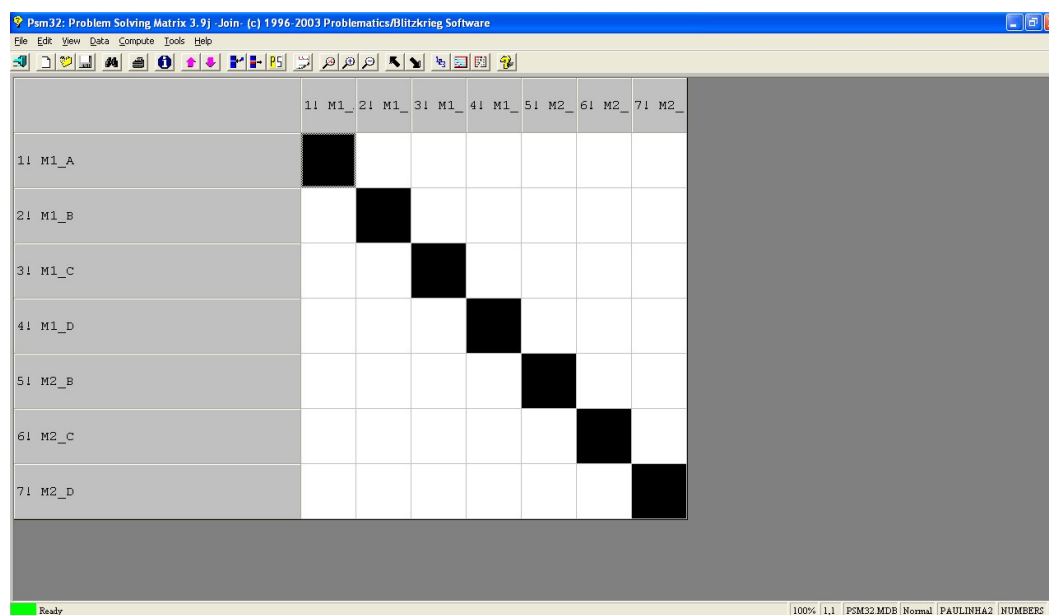 Psm32: Problem Solving Matrix 3.9j -Join- (c) 1996-2003 Problematics/Blitzkrieg Software
File Edit View Data Compute Tools Help
PS
1! M1_ 2! M1_ 3! M1_ 4! M1_ 5! M2_ 6! M2_ 7! M2_
1! M1_A
2! M1_B
3! M1_C
4! M1_D
5! M2_B
6! M2_C
7! M2_D
Ready 100% 1,1 PSM32.MDB Normal PAULINHA2 NUMBERS